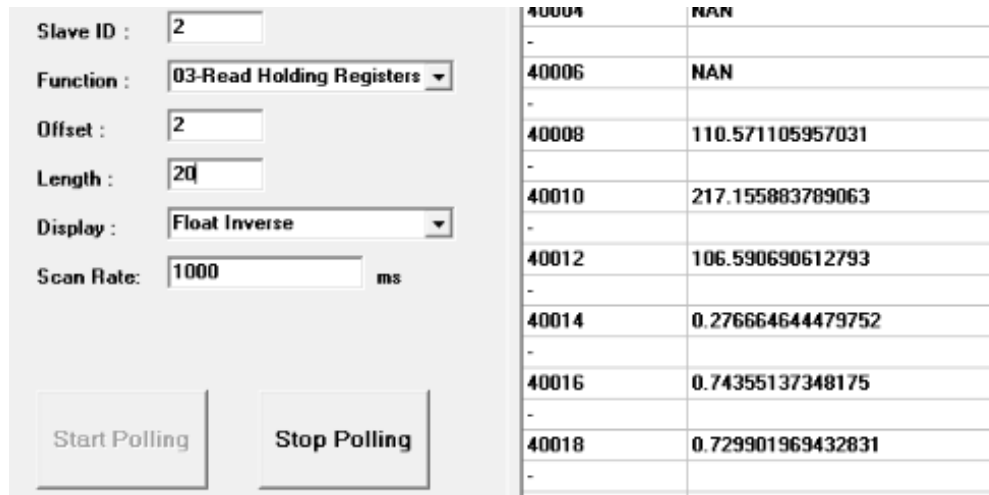 Slave ID : 2
Function : 03-Read Holding Registers
Offset : 2
Length : 20
Display : Float Inverse
Scan Rate: 1000 ms
Start Polling Stop Polling
40004 NAN
-
40006 NAN
-
40008 110.571105957031
-
40010 217.155883789063
-
40012 106.590690612793
-
40014 0.276664644479752
-
40016 0.74355137348175
-
40018 0.729901969432831
-